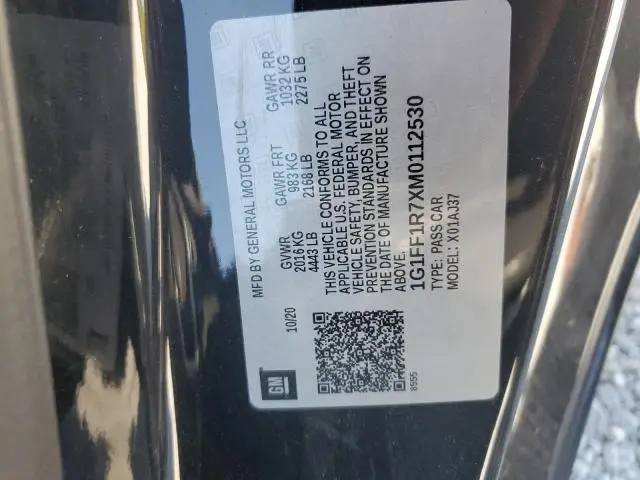 MFD BY GENERAL MOTORS LLC
10/20
GM
GVWR
2016 KG
4443 LB
GAWR FRT
983 KG
2168 LB
GAWR RR
1032 KG
2275 LB
THIS VEHICLE CONFORMS TO ALL
APPLICABLE U.S. FEDERAL MOTOR
VEHICLE SAFETY, BUMPER, AND THEFT
PREVENTION STANDARDS IN EFFECT ON
THE DATE OF MANUFACTURE SHOWN
ABOVE.
1G1FF1R7XM0112530
TYPE: PASS CAR
MODEL: X01AJ37
8555